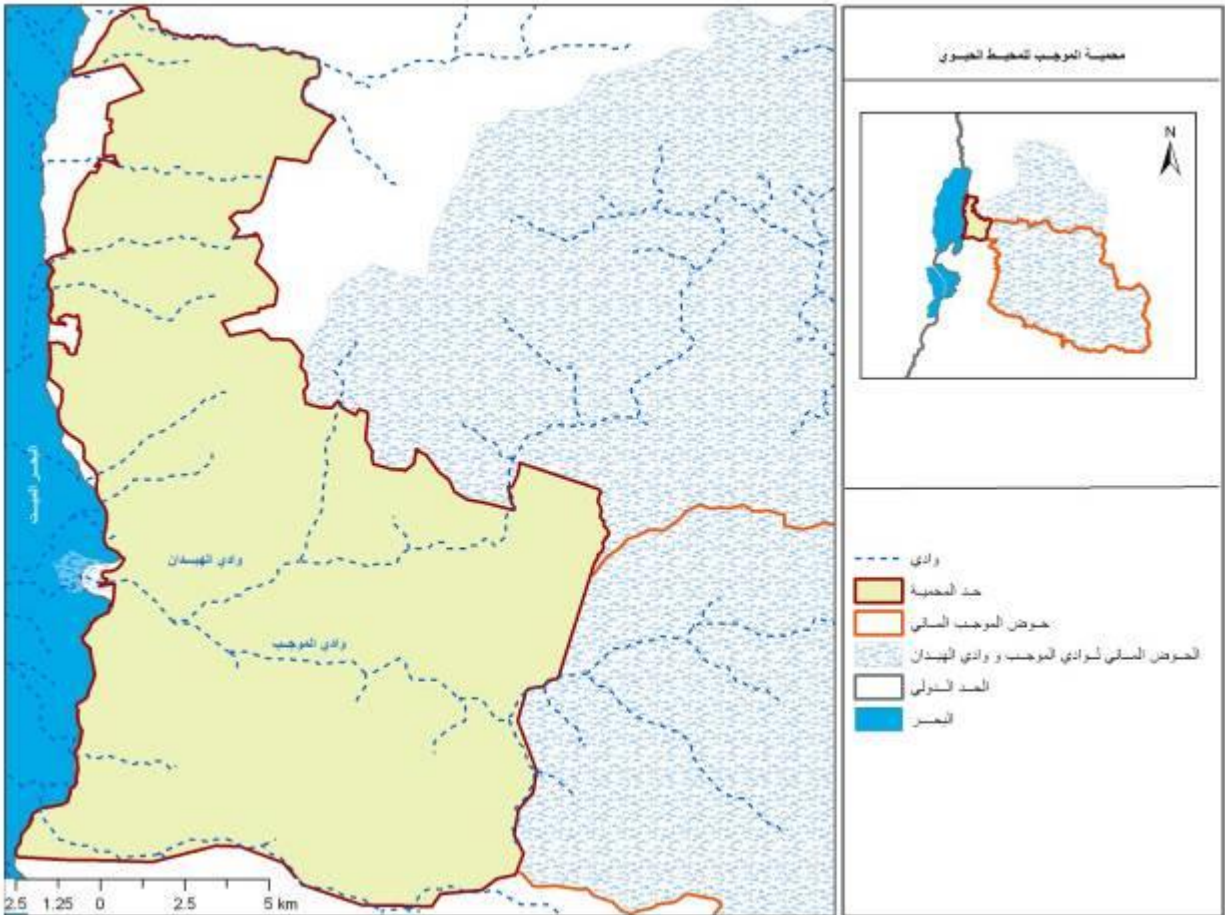 محمية الموجب للمحيط الحيوي
N
البحر الميت
وادي الهيدان
وادي الموجب
وادي
حد المحمية
حوض الموجب المائي
الحوض المائي لوادي الموجب و وادي الهيدان
الحد الدولي
البحر
2.5 1.25 0 2.5 5 km